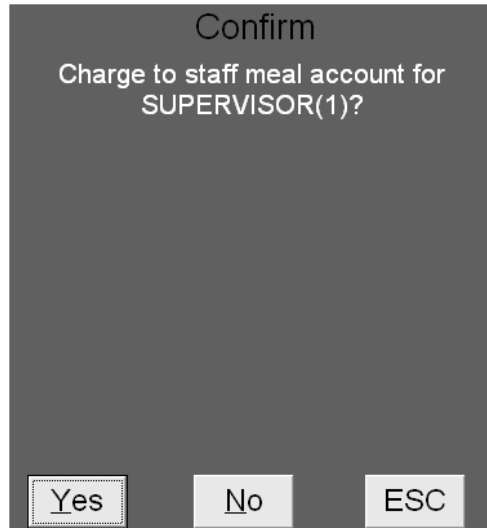 Confirm
Charge to staff meal account for
SUPERVISOR(1)?
Yes
No
ESC